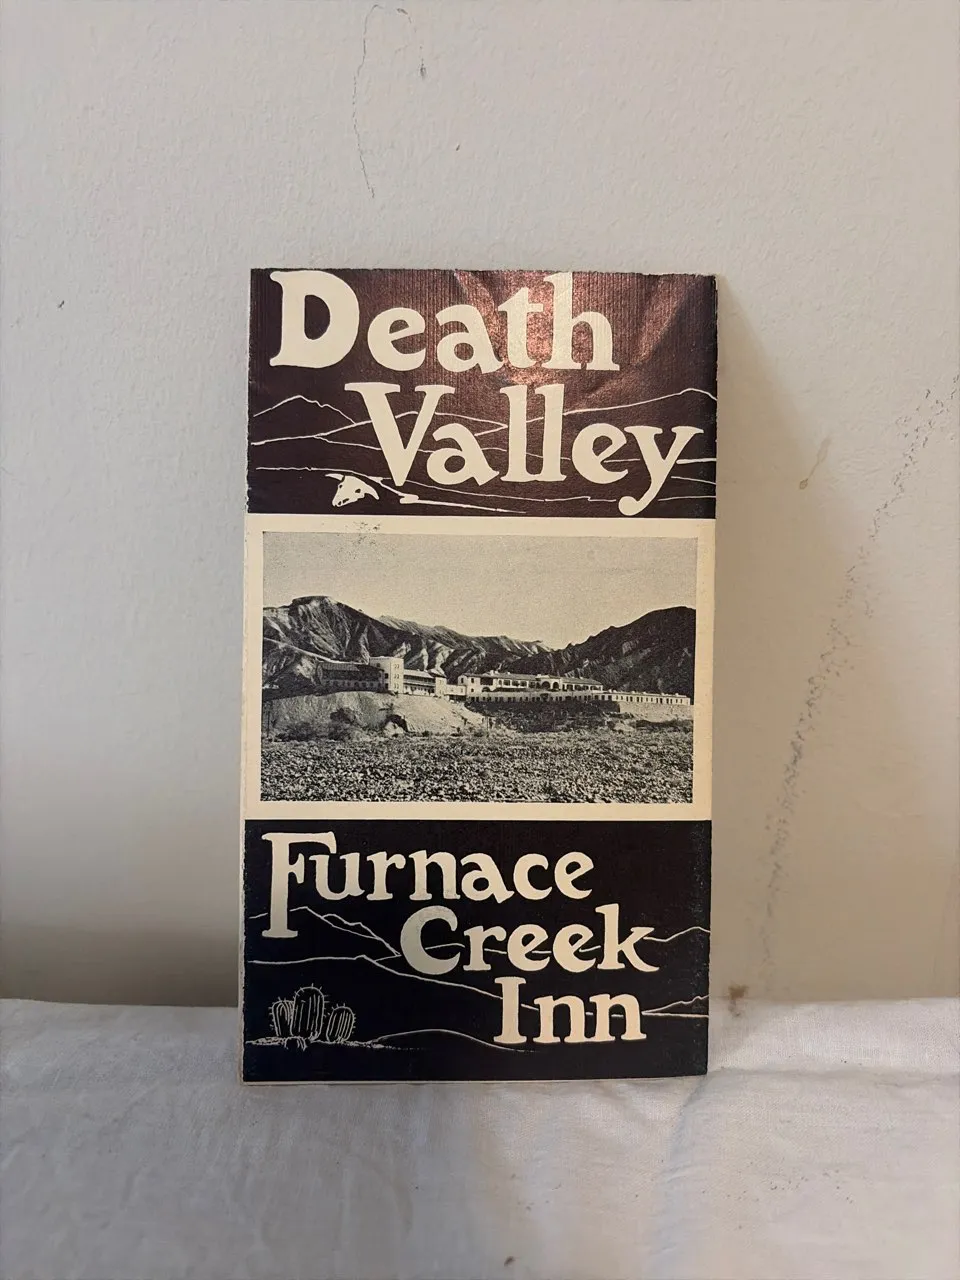 Death
Valley
Furnace
Creek
Inn